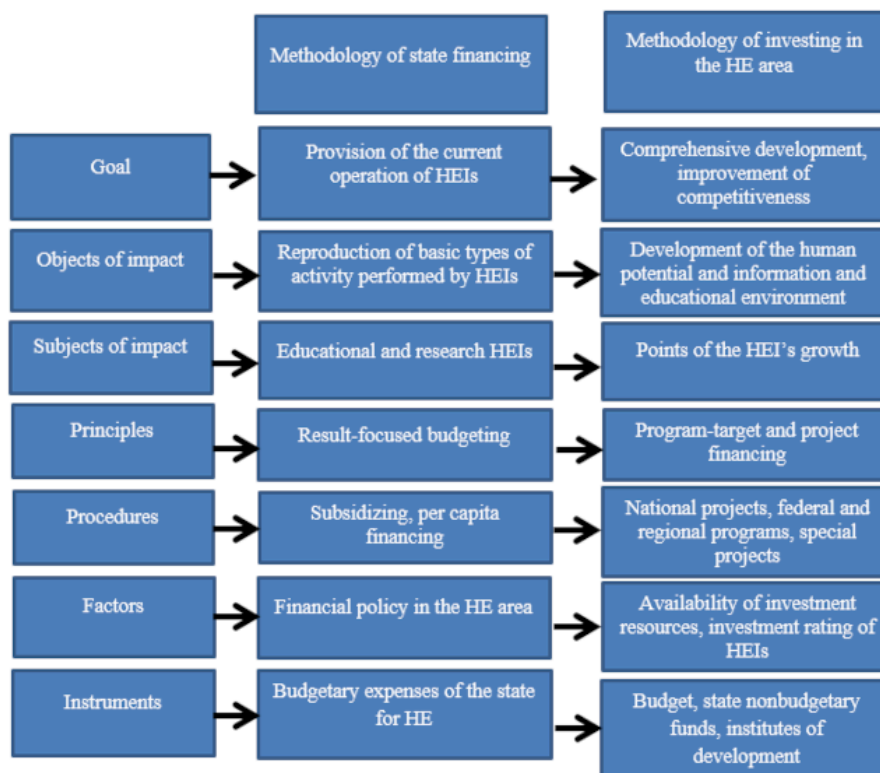 Methodology of state financing
Methodology of investing in
the HE area
Goal
Provision of the current
operation of HEIs
Comprehensive development,
improvement of
competitiveness
Objects of impact
Reproduction of basic types of
activity performed by HEIs
Development of the human
potential and information and
educational environment
Subjects of impact
Educational and research HEIs
Points of the HEI's growth
Principles
Result-focused budgeting
Program-target and project
financing
Procedures
Subsidizing, per capita
financing
National projects, federal and
regional programs, special
projects
Factors
Financial policy in the HE area
Availability of investment
resources, investment rating of
HEIs
Instruments
Budgetary expenses of the state
for HE
Budget, state nonbudgetary
funds, institutes of
development